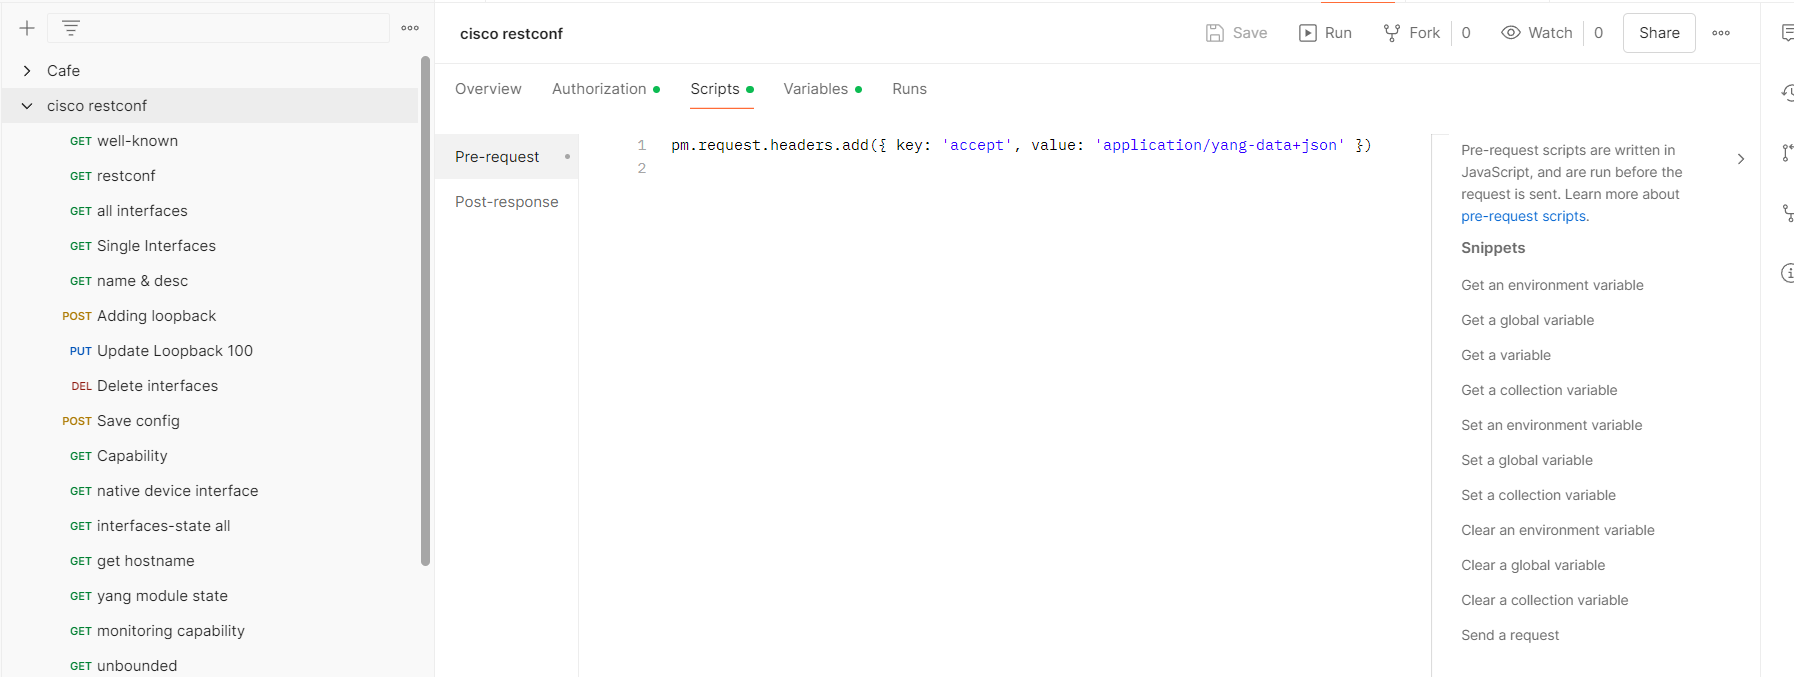 Cafe
cisco restconf
GET well-known
GET restconf
GET all interfaces
GET Single Interfaces
GET name & desc
POST Adding loopback
PUT Update Loopback 100
DEL Delete interfaces
POST Save config
GET Capability
GET native device interface
GET interfaces-state all
GET get hostname
GET yang module state
GET monitoring capability
GET unbounded
cisco restconf
Save Run Fork 0 Watch 0 Share
Overview Authorization Scripts Variables Runs
Pre-request
Post-response
1 pm.request.headers.add({ key: 'accept', value: 'application/yang-data+json' })
2
Pre-request scripts are written in
JavaScript, and are run before the
request is sent. Learn more about
pre-request scripts.
Snippets
Get an environment variable
Get a global variable
Get a variable
Get a collection variable
Set an environment variable
Set a global variable
Set a collection variable
Clear an environment variable
Clear a global variable
Clear a collection variable
Send a request